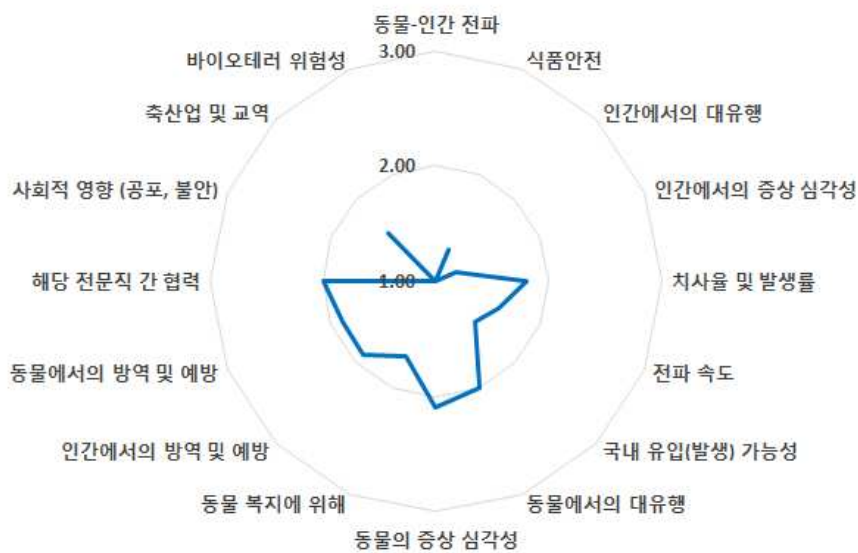 동물-인간 전파
3.00
바이오테러 위험성
식품안전
축산업 및 교역
인간에서의 대유행
2.00
사회적 영향 (공포, 불안)
인간에서의 증상 심각성
해당 전문직 간 협력
1.00
치사율 및 발생률
동물에서의 방역 및 예방
전파 속도
인간에서의 방역 및 예방
국내 유입(발생) 가능성
동물 복지에 위해
동물에서의 대유행
동물의 증상 심각성